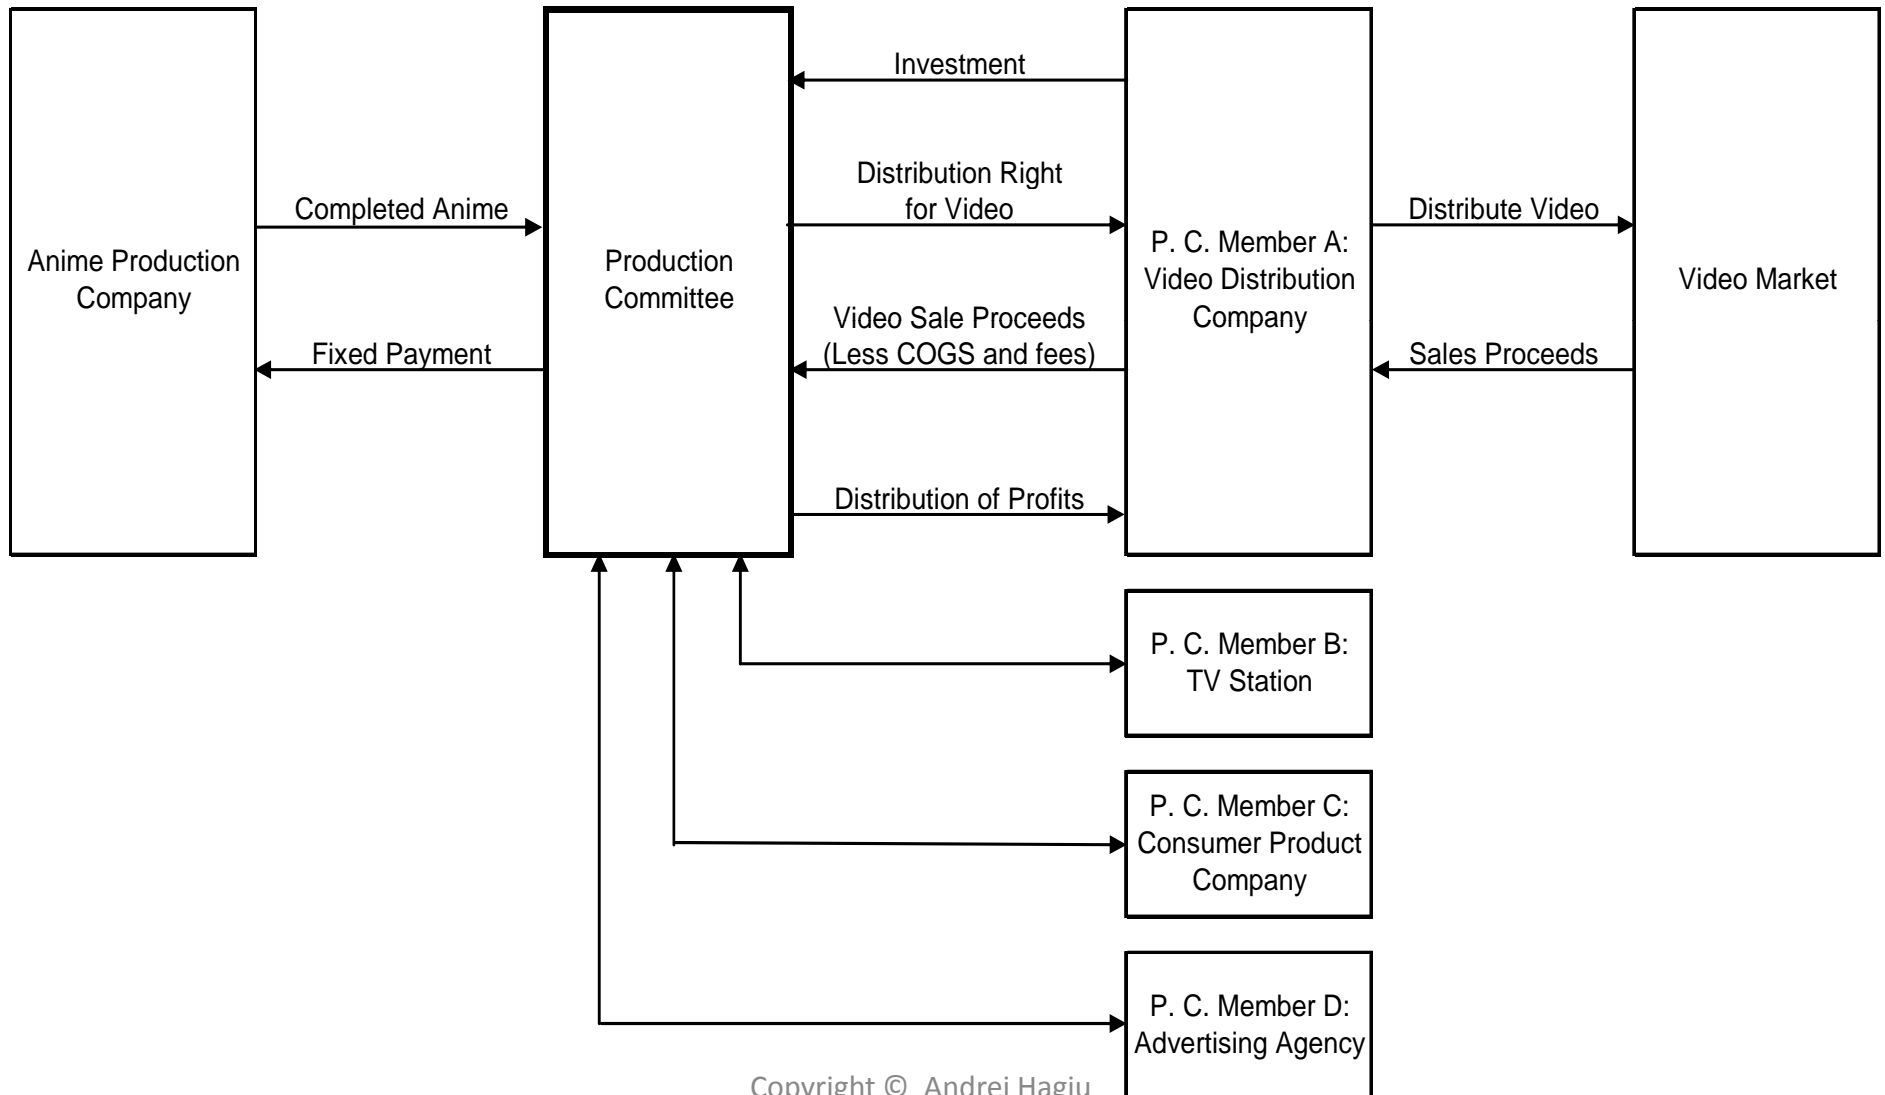 Investment
Distribution Right
for Video
Completed Anime
Distribute Video
Anime Production
Company
Production
Committee
P. C. Member A:
Video Distribution
Company
Video Market
Video Sale Proceeds
(Less COGS and fees)
Fixed Payment
Sales Proceeds
Distribution of Profits
P. C. Member B:
TV Station
P. C. Member C:
Consumer Product
Company
P. C. Member D:
Advertising Agency
Copyright © Andrei Hagiu